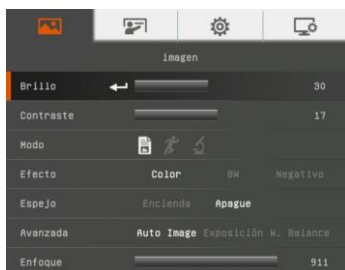 imagen
Brillo 30
Contraste 17
Modo
Efecto Color BW Negativo
Espejo Encienda Apague
Avanzada Auto Image Exposición W. Balance
Enfoque 911